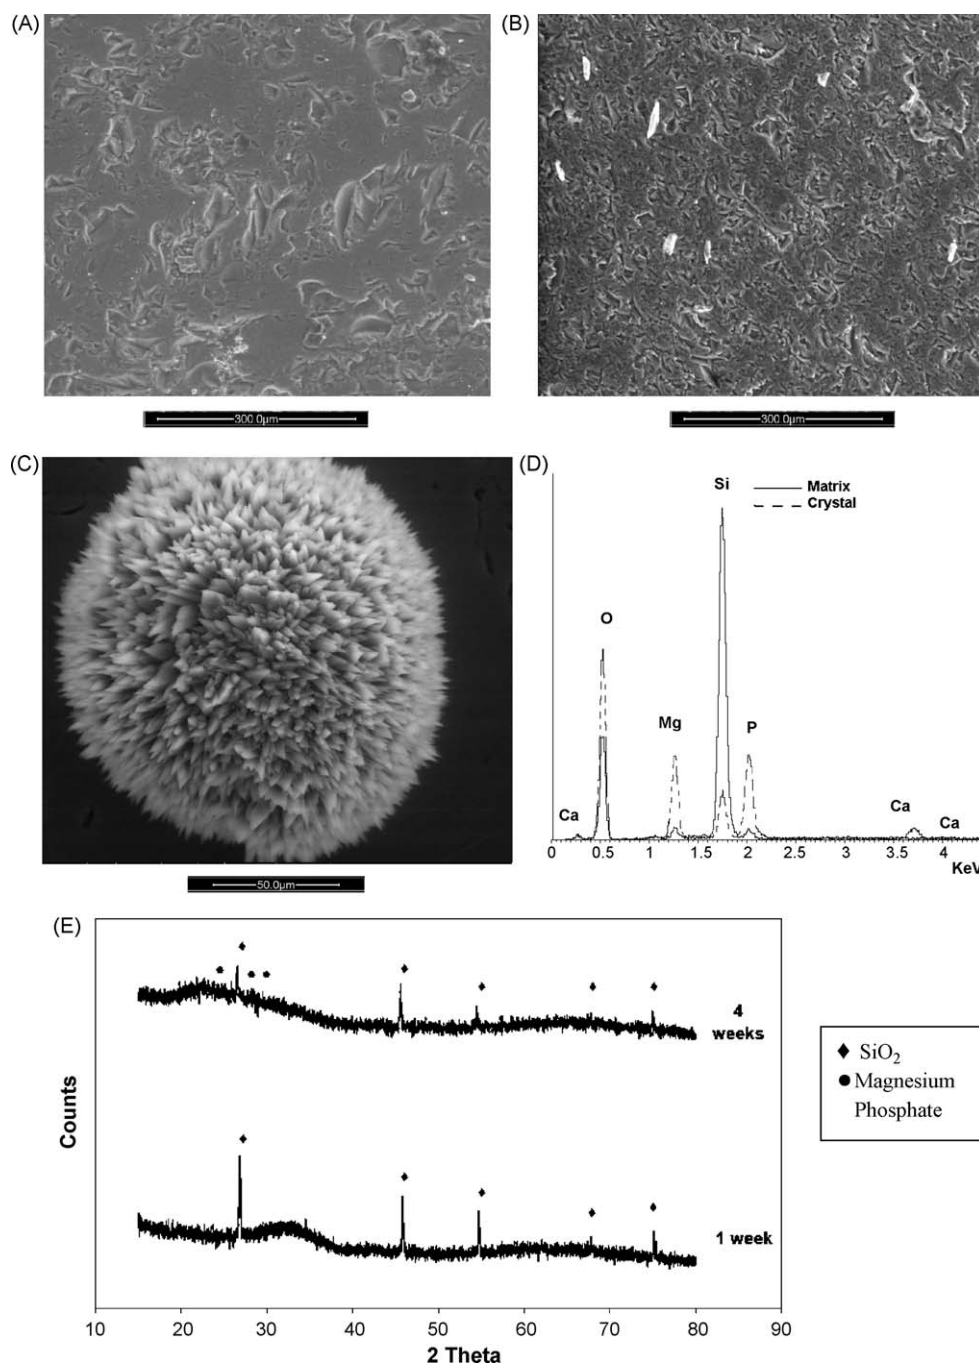 (A)
(B)
300.0µm
300.0µm
(C)
(D)
50.0µm
Si
Matrix
Crystal
O
Mg
P
Ca
Ca
Ca
0 0.5 1 1.5 2 2.5 3 3.5 4
KeV
(E)
4
weeks
1 week
Counts
10 20 30 40 50 60 70 80 90
2 Theta
SiO₂
Magnesium
Phosphate